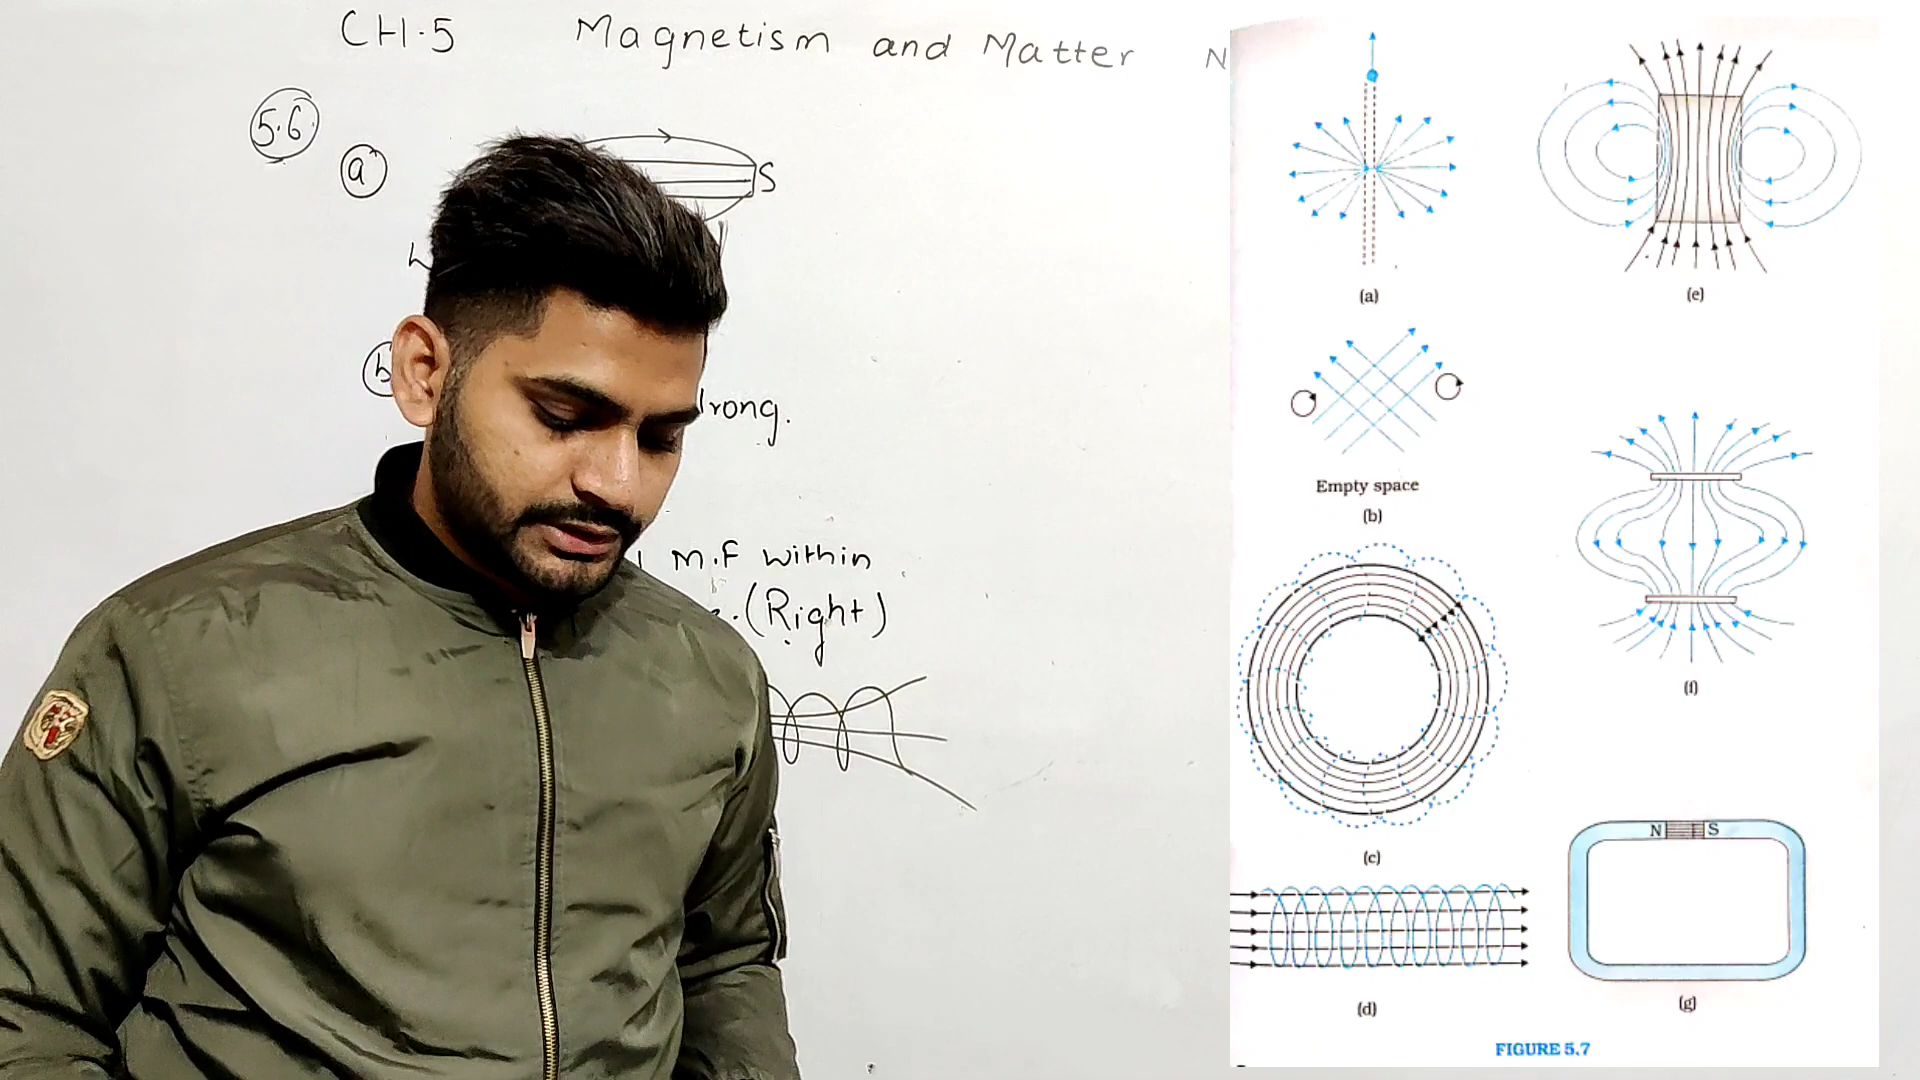 CH.5 Magnetism and Matter N
5.6
a
S
b
rong.
M.F within
.(Right)
(a)
(e)
Empty space
(b)
(f)
(c)
N S
(d)
(g)
FIGURE 5.7